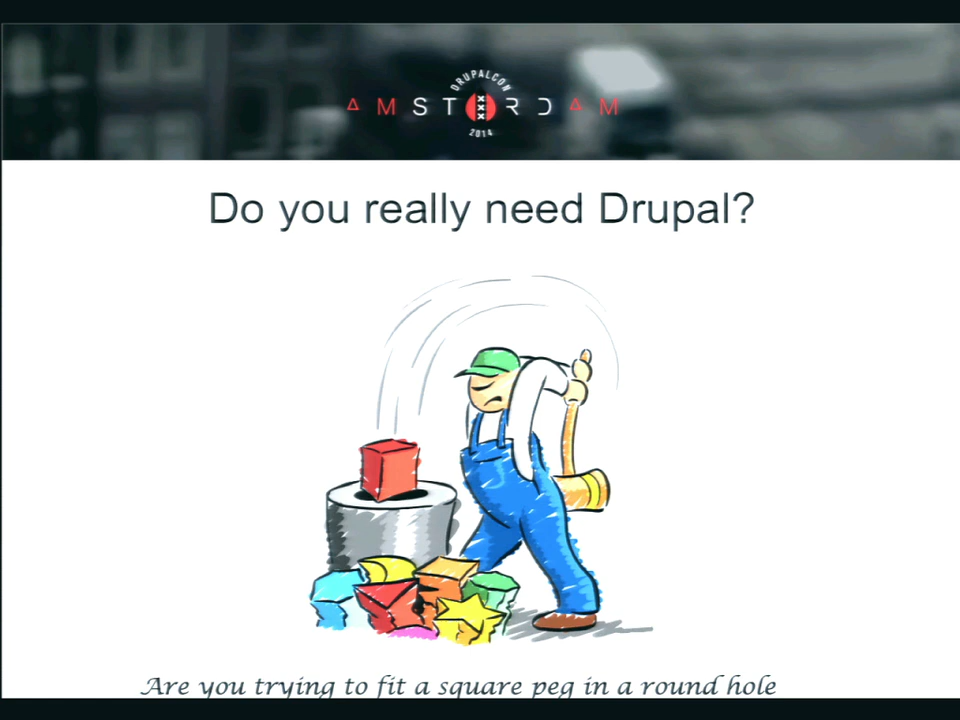 DRUPALCON
AMSTERDAM
2014
Do you really need Drupal?
Are you trying to fit a square peg in a round hole